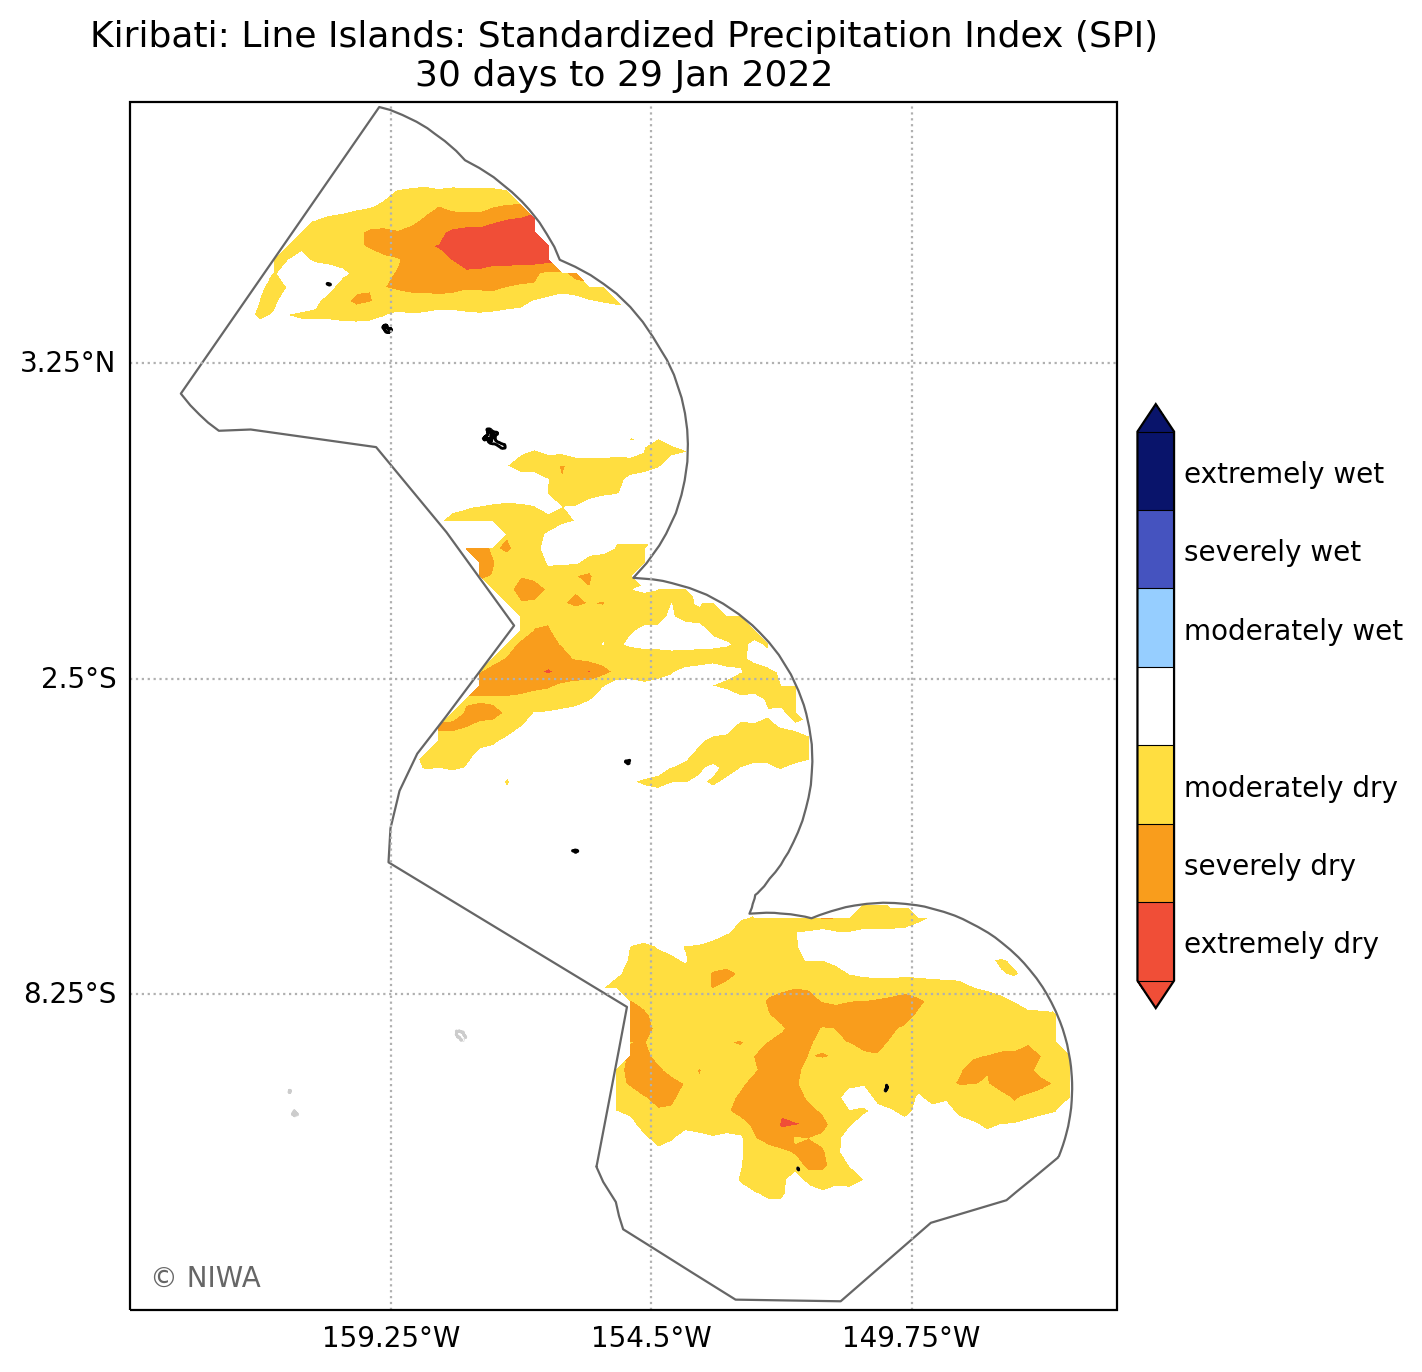 Kiribati: Line Islands: Standardized Precipitation Index (SPI)
30 days to 29 Jan 2022
3.25°N
2.5°S
8.25°S
159.25°W
154.5°W
149.75°W
extremely wet
severely wet
moderately wet
moderately dry
severely dry
extremely dry
© NIWA